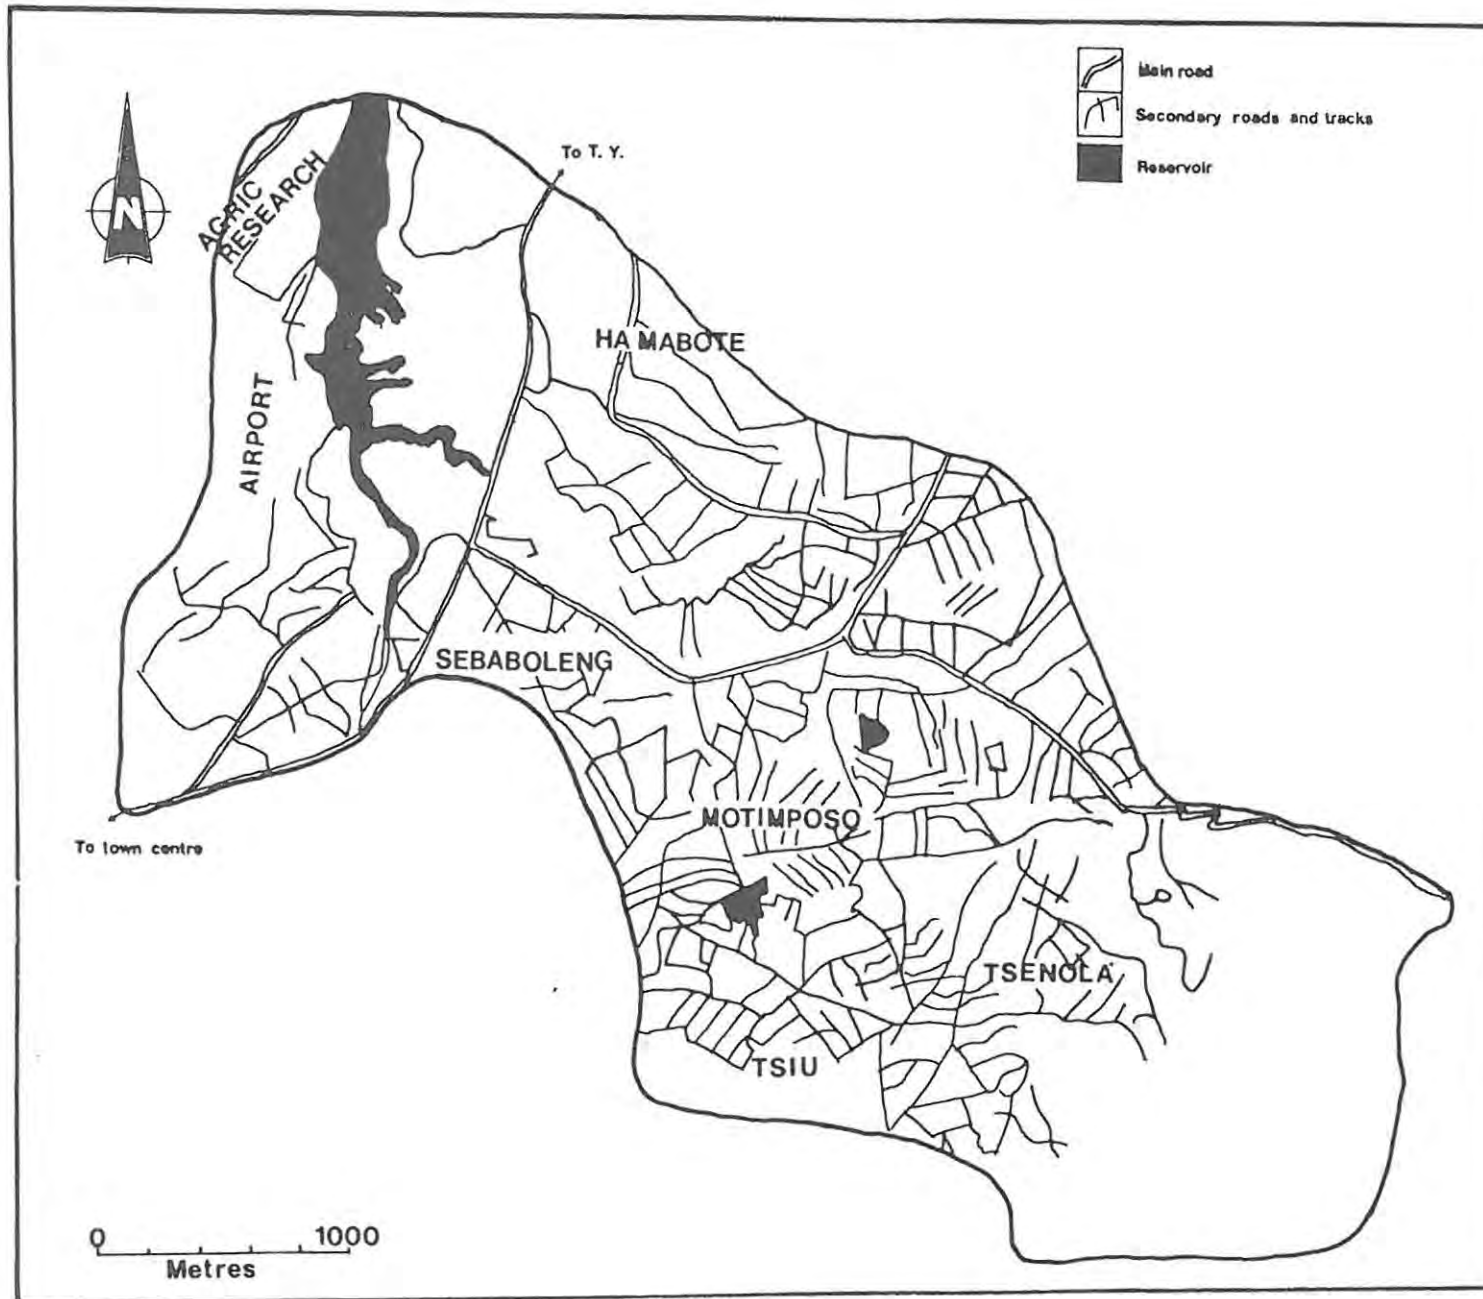 Main road
Secondary roads and tracks
Reservoir
To T. Y.
N
AGRIC
RESEARCH
HA MABOTE
AIRPORT
SEBABOLENG
MOTIMPOSO
To town centre
TSENOLA
TSIU
0 1000
Metres